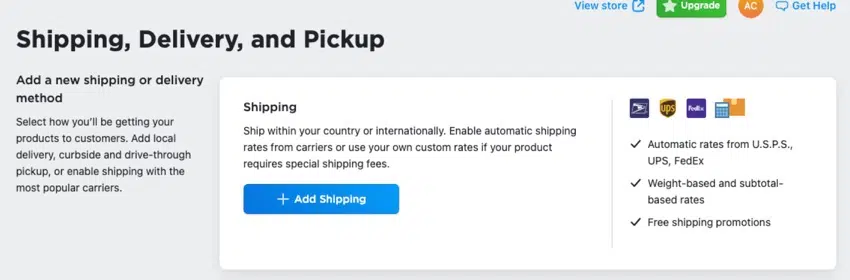 View store
Upgrade
AC
Get Help
Shipping, Delivery, and Pickup
Add a new shipping or delivery
method
Select how you'll be getting your
products to customers. Add local
delivery, curbside and drive-through
pickup, or enable shipping with the
most popular carriers.
Shipping
Ship within your country or internationally. Enable automatic shipping
rates from carriers or use your own custom rates if your product
requires special shipping fees.
+ Add Shipping
ups
FedEx
✓ Automatic rates from U.S.P.S.,
UPS, FedEx
✓ Weight-based and subtotal-
based rates
✓ Free shipping promotions